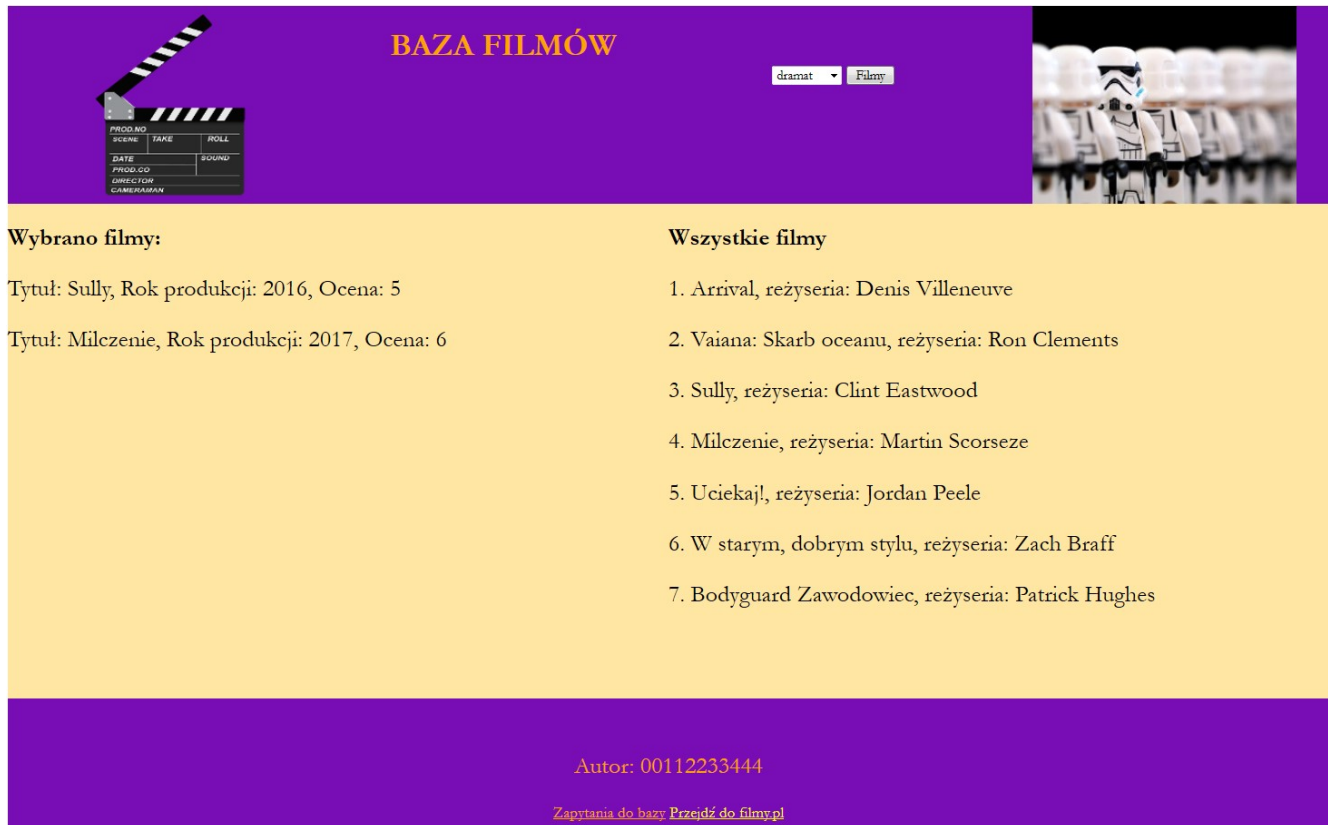 BAZA FILMÓW
dramat Filmy
PROD.NO
SCENE TAKE ROLL
DATE SOUND
PROD.CO
DIRECTOR
CAMERAMAN
Wybrano filmy:
Tytuł: Sully, Rok produkcji: 2016, Ocena: 5
Tytuł: Milczenie, Rok produkcji: 2017, Ocena: 6
Wszystkie filmy
1. Arrival, reżyseria: Denis Villeneuve
2. Vaiana: Skarb oceanu, reżyseria: Ron Clements
3. Sully, reżyseria: Clint Eastwood
4. Milczenie, reżyseria: Martin Scorseze
5. Uciekaj!, reżyseria: Jordan Peele
6. W starym, dobrym stylu, reżyseria: Zach Braff
7. Bodyguard Zawodowiec, reżyseria: Patrick Hughes
Autor: 00112233444
Zapytania do bazy Przejdź do filmy.pl